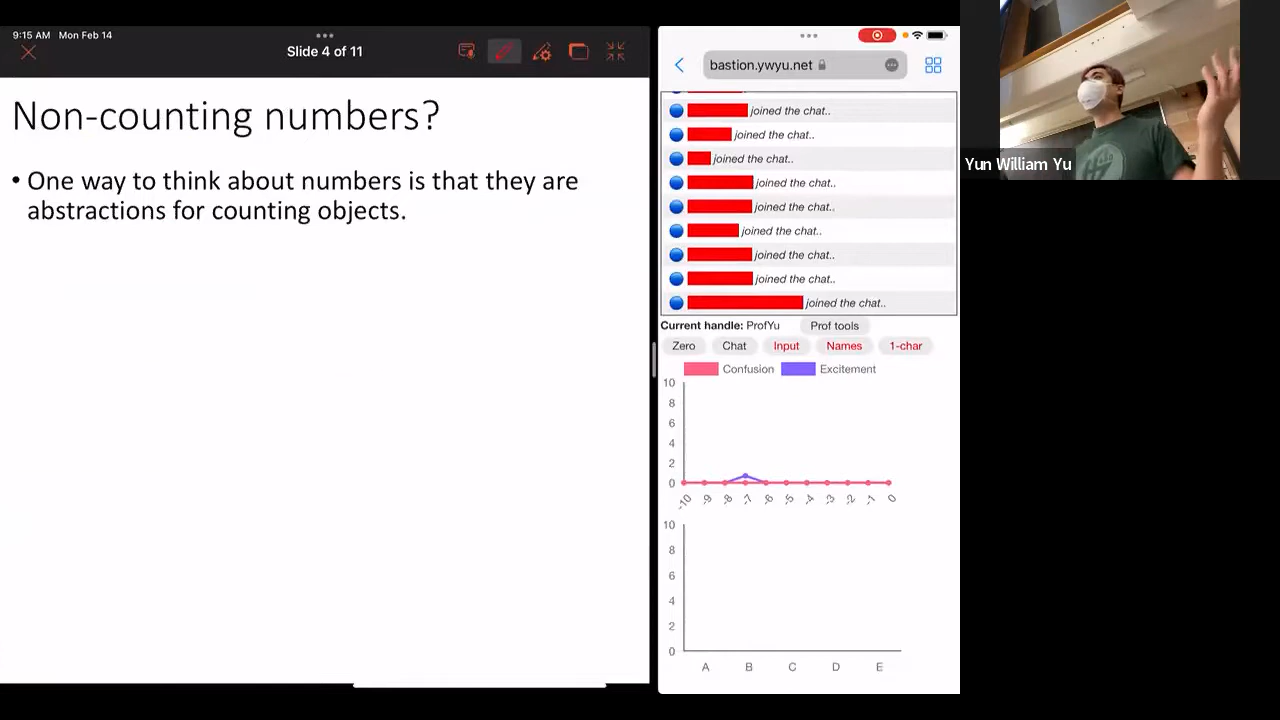 9:15 AM Mon Feb 14
Slide 4 of 11
Non-counting numbers?
• One way to think about numbers is that they are
abstractions for counting objects.
bastion.ywyu.net
joined the chat..
joined the chat..
joined the chat..
joined the chat..
joined the chat..
joined the chat..
joined the chat..
joined the chat..
joined the chat..
Current handle: ProfYu Prof tools
Zero Chat Input Names 1-char
Confusion Excitement
10
8
6
4
2
0
-10 -9 -8 -7 -6 -5 -4 -3 -2 -1 0
10
8
6
4
2
0
A B C D E
Yun William Yu